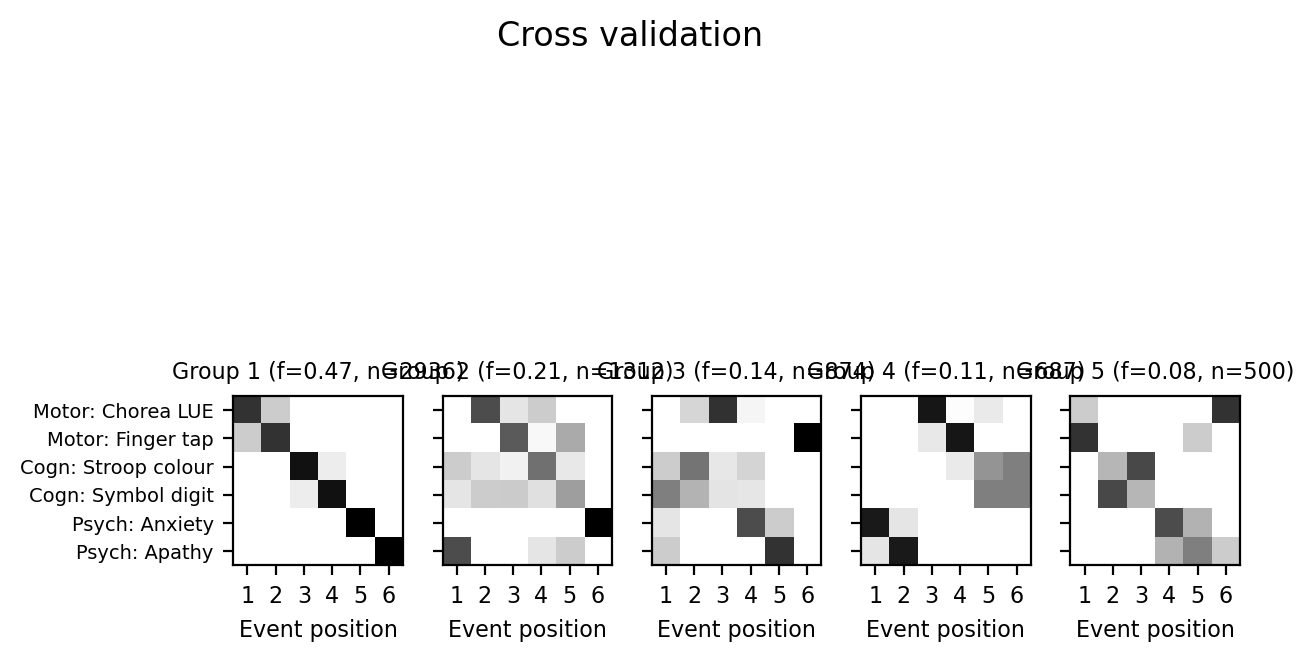 Cross validation
Group 1 (f=0.47, n=2936)
Group 2 (f=0.21, n=1312)
Group 3 (f=0.14, n=874)
Group 4 (f=0.11, n=687)
Group 5 (f=0.08, n=500)
Motor: Chorea LUE
Motor: Finger tap
Cogn: Stroop colour
Cogn: Symbol digit
Psych: Anxiety
Psych: Apathy
1 2 3 4 5 6
1 2 3 4 5 6
1 2 3 4 5 6
1 2 3 4 5 6
1 2 3 4 5 6
Event position
Event position
Event position
Event position
Event position